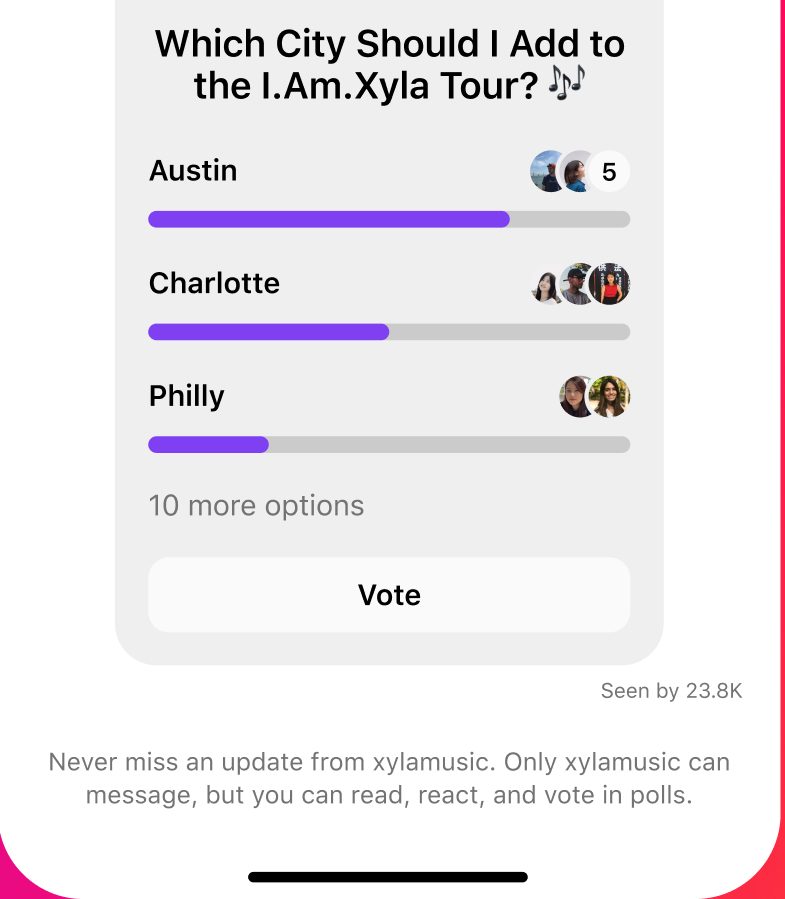 Which City Should I Add to
the I.Am.Xyla Tour? 🎶
Austin
5
Charlotte
Philly
10 more options
Vote
Seen by 23.8K
Never miss an update from xylamusic. Only xylamusic can
message, but you can read, react, and vote in polls.